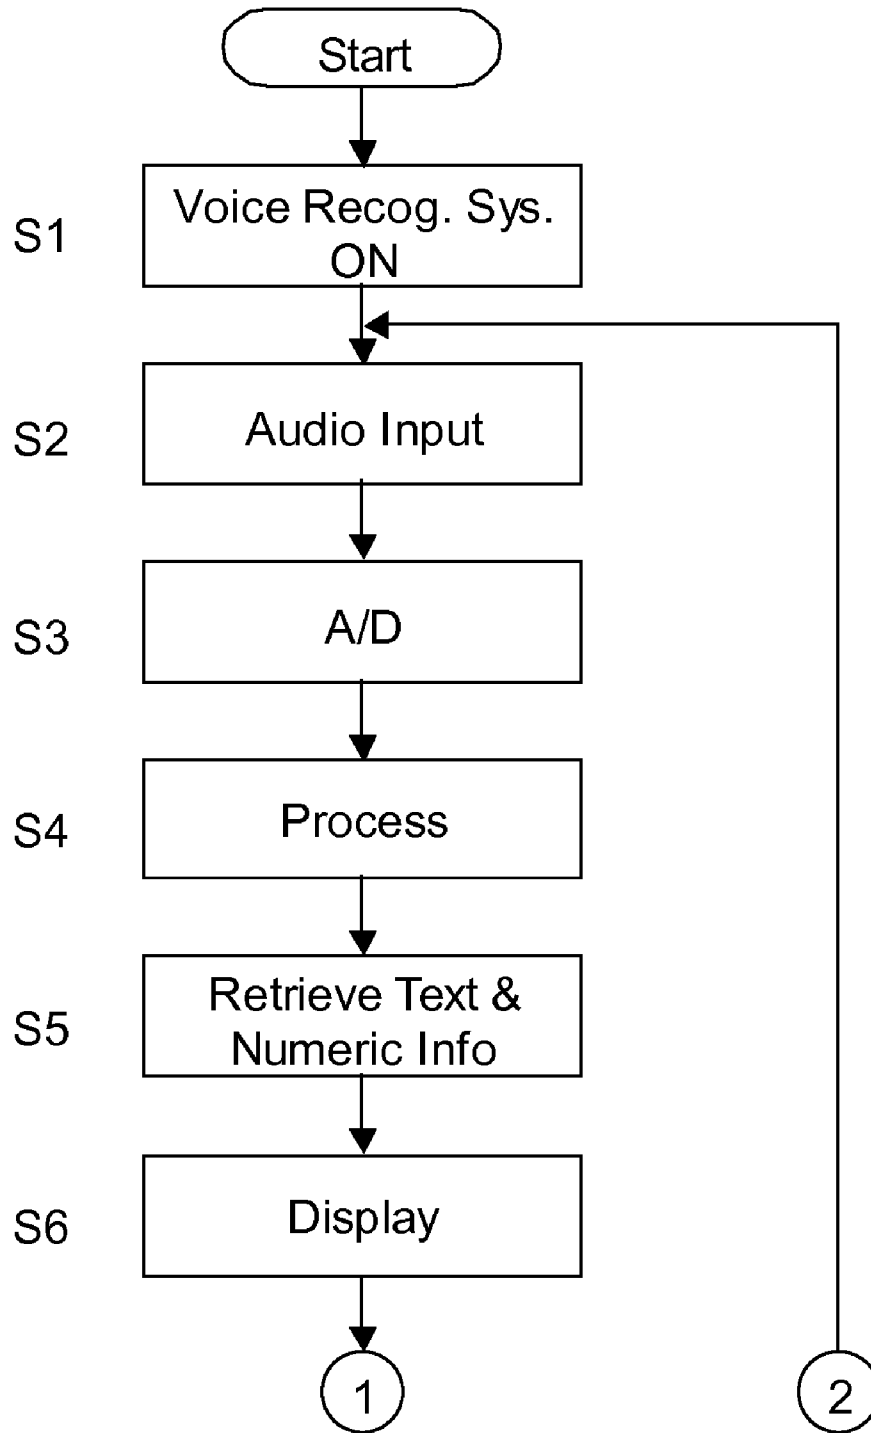 Start
S1
Voice Recog. Sys.
ON
S2
Audio Input
S3
A/D
S4
Process
S5
Retrieve Text &
Numeric Info
S6
Display
1
2